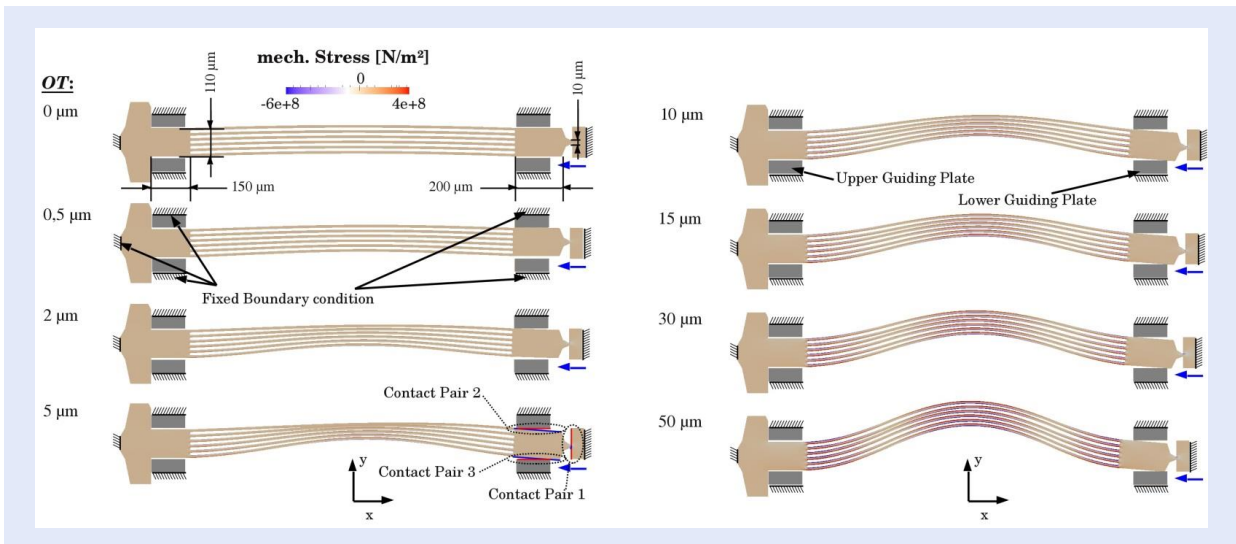 mech. Stress [N/m²]
0
-6e+8 4e+8
110 µm
10 µm
OT:
0 µm
150 µm
200 µm
0,5 µm
Fixed Boundary condition
2 µm
5 µm
Contact Pair 2
Contact Pair 3
Contact Pair 1
y
x
10 µm
Upper Guiding Plate
Lower Guiding Plate
15 µm
30 µm
50 µm
y
x